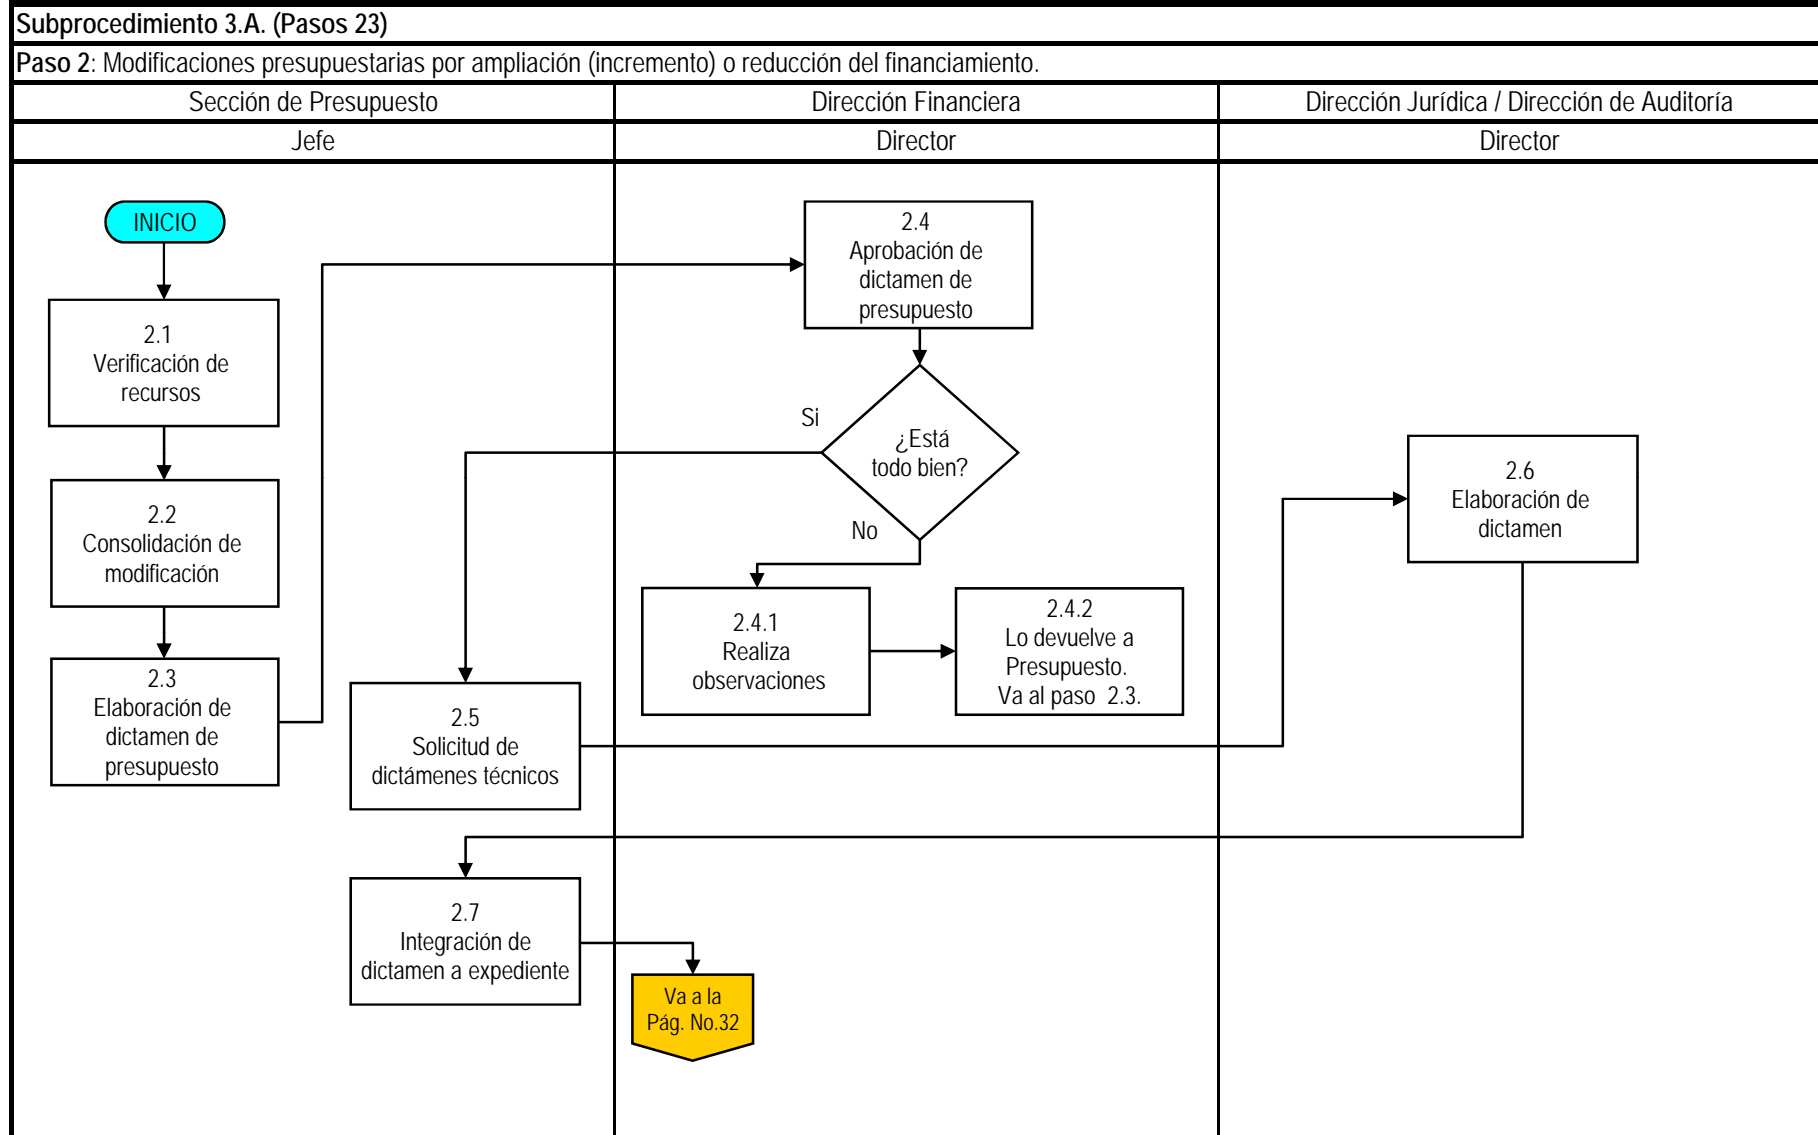 Subprocedimiento 3.A. (Pasos 23)
Paso 2: Modificaciones presupuestarias por ampliación (incremento) o reducción del financiamiento.
Sección de Presupuesto
Dirección Financiera
Dirección Jurídica / Dirección de Auditoría
Jefe
Director
Director
INICIO
2.1
Verificación de
recursos
2.2
Consolidación de
modificación
2.3
Elaboración de
dictamen de
presupuesto
2.4
Aprobación de
dictamen de
presupuesto
Si
¿Está
todo bien?
No
2.4.1
Realiza
observaciones
2.4.2
Lo devuelve a
Presupuesto.
Va al paso 2.3.
2.5
Solicitud de
dictámenes técnicos
2.6
Elaboración de
dictamen
2.7
Integración de
dictamen a expediente
Va a la
Pág. No.32